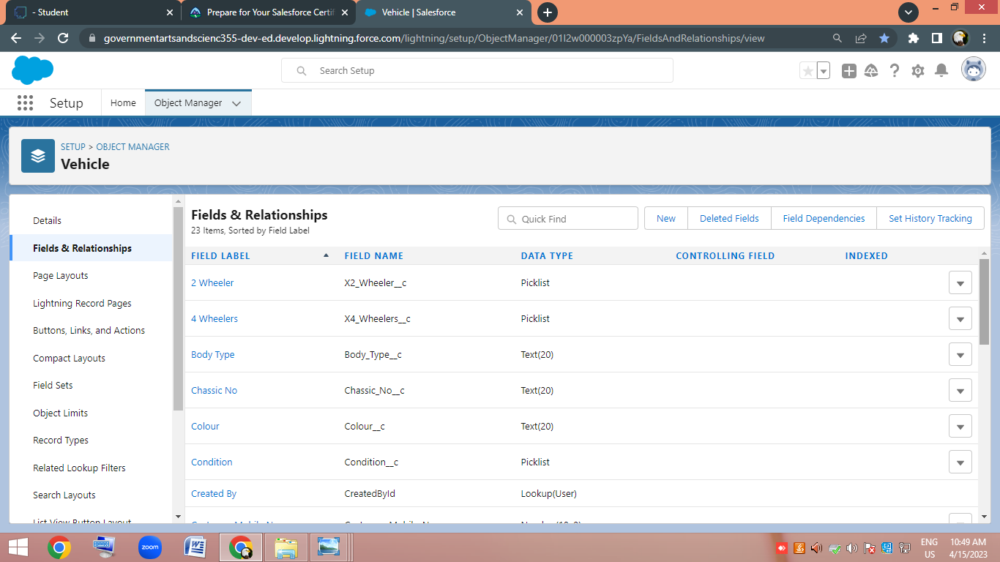 - Student
Prepare for Your Salesforce Certif
Vehicle | Salesforce
governmentartsandscienc355-dev-ed.develop.lightning.force.com/lightning/setup/ObjectManager/01I2w000003zpYa/FieldsAndRelationships/view
Search Setup
Setup
Home
Object Manager
SETUP > OBJECT MANAGER
Vehicle
Details
Fields & Relationships
Page Layouts
Lightning Record Pages
Buttons, Links, and Actions
Compact Layouts
Field Sets
Object Limits
Record Types
Related Lookup Filters
Search Layouts
List View Button Layout
Fields & Relationships
23 Items, Sorted by Field Label
Quick Find
New
Deleted Fields
Field Dependencies
Set History Tracking
FIELD LABEL FIELD NAME DATA TYPE CONTROLLING FIELD INDEXED
2 Wheeler X2_Wheeler__c Picklist
4 Wheelers X4_Wheelers__c Picklist
Body Type Body_Type__c Text(20)
Chassic No Chassic_No__c Text(20)
Colour Colour__c Text(20)
Condition Condition__c Picklist
Created By CreatedById Lookup(User)
zoom
ENG
US
10:49 AM
4/15/2023